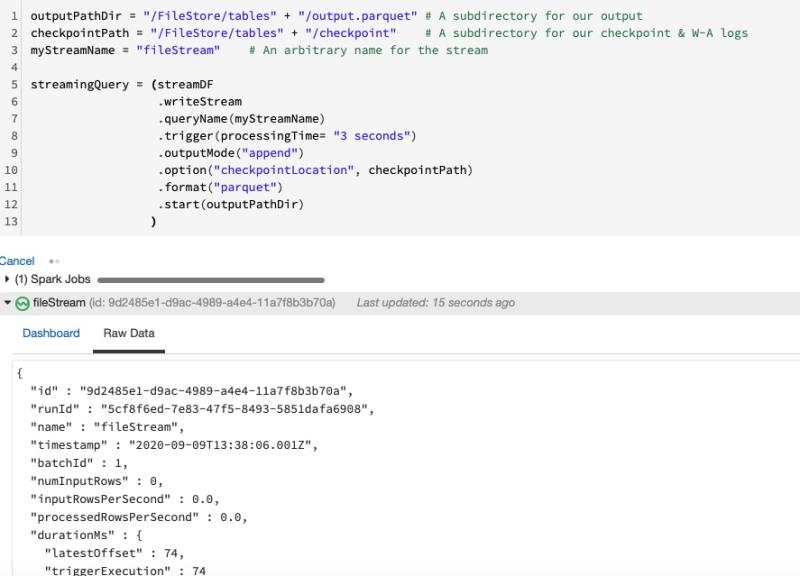 1 outputPathDir = "/FileStore/tables" + "/output.parquet" # A subdirectory for our output
2 checkpointPath = "/FileStore/tables" + "/checkpoint" # A subdirectory for our checkpoint & W-A logs
3 myStreamName = "fileStream" # An arbitrary name for the stream
4
5 streamingQuery = (streamDF
6 .writeStream
7 .queryName(myStreamName)
8 .trigger(processingTime= "3 seconds")
9 .outputMode("append")
10 .option("checkpointLocation", checkpointPath)
11 .format("parquet")
12 .start(outputPathDir)
13 )
Cancel
(1) Spark Jobs
fileStream (id: 9d2485e1-d9ac-4989-a4e4-11a7f8b3b70a) Last updated: 15 seconds ago
Dashboard Raw Data
{
"id" : "9d2485e1-d9ac-4989-a4e4-11a7f8b3b70a",
"runId" : "5cf8f6ed-7e83-47f5-8493-5851dafa6908",
"name" : "fileStream",
"timestamp" : "2020-09-09T13:38:06.001Z",
"batchId" : 1,
"numInputRows" : 0,
"inputRowsPerSecond" : 0.0,
"processedRowsPerSecond" : 0.0,
"durationMs" : {
"latestOffset" : 74,
"triggerExecution" : 74